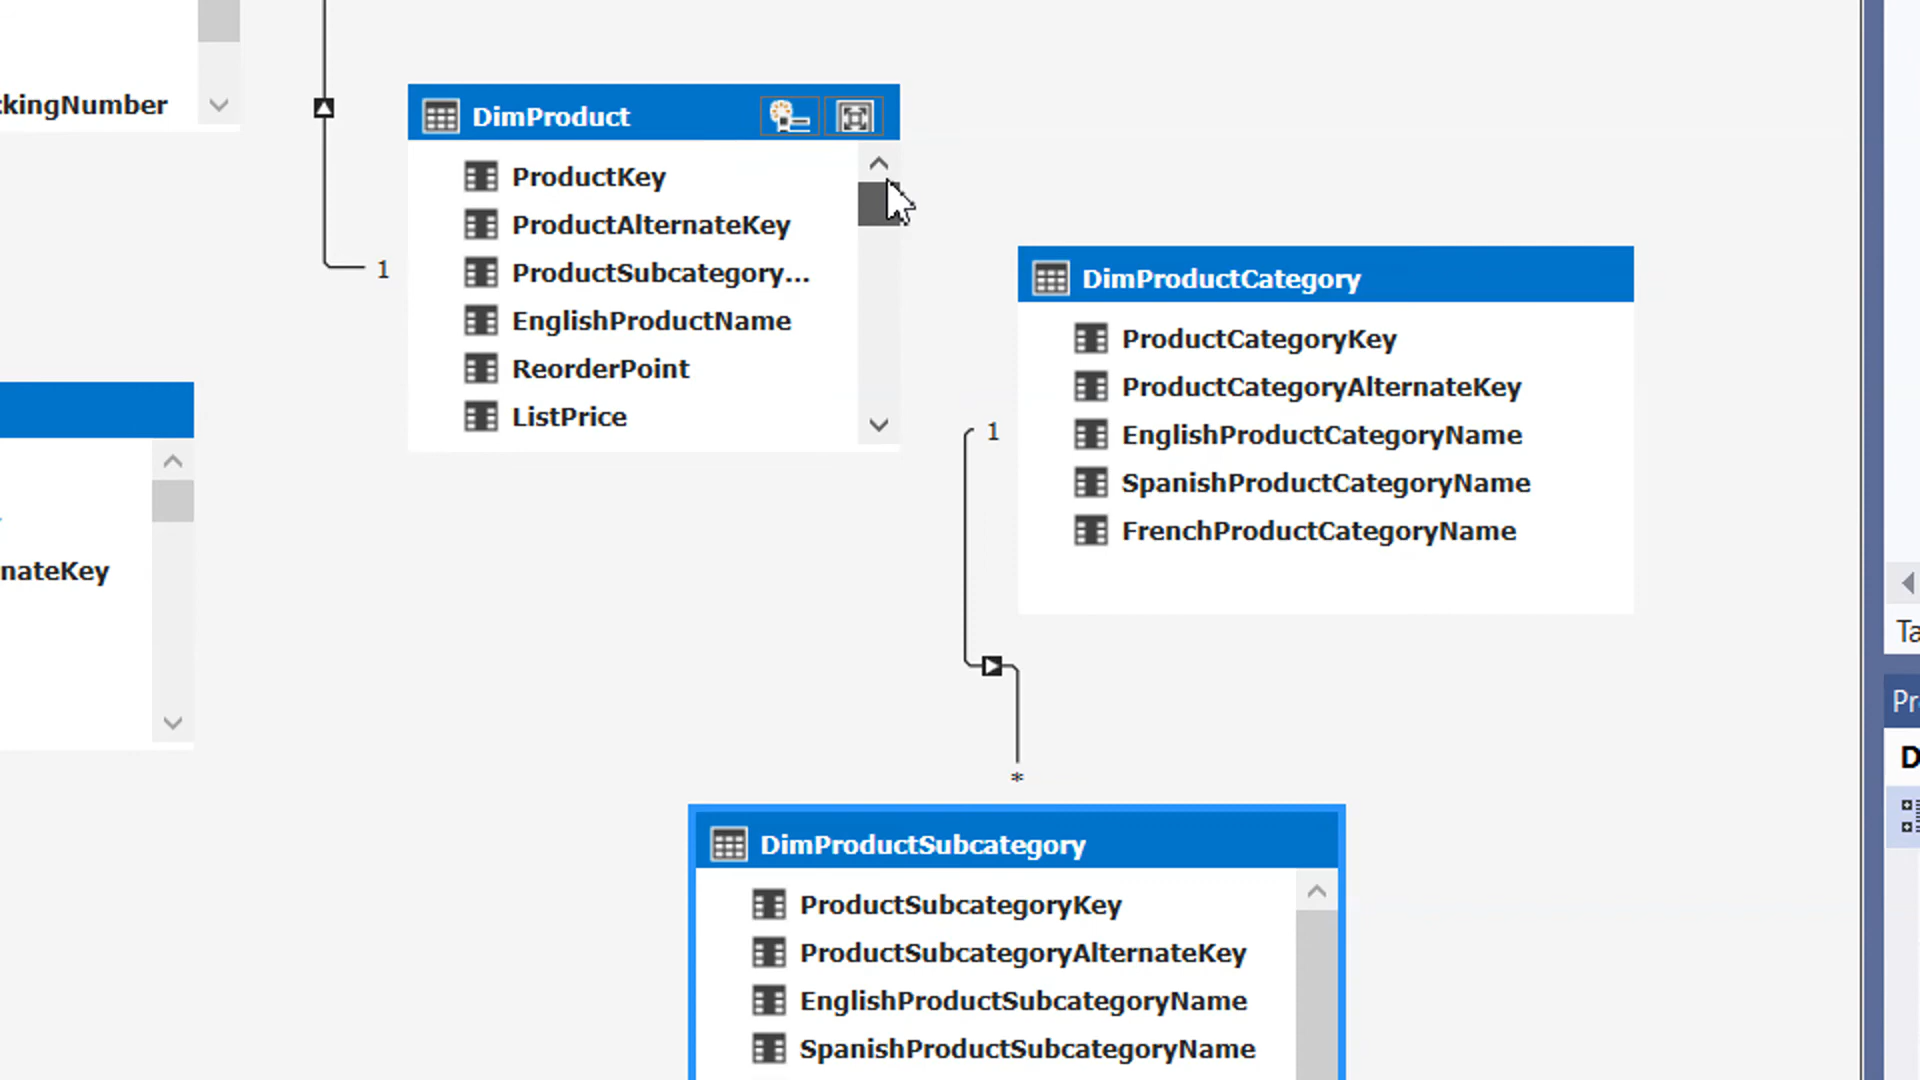 ckingNumber
DimProduct
ProductKey
ProductAlternateKey
ProductSubcategory...
EnglishProductName
ReorderPoint
ListPrice
1
DimProductCategory
ProductCategoryKey
ProductCategoryAlternateKey
EnglishProductCategoryName
SpanishProductCategoryName
FrenchProductCategoryName
1
*
nateKey
DimProductSubcategory
ProductSubcategoryKey
ProductSubcategoryAlternateKey
EnglishProductSubcategoryName
SpanishProductSubcategoryName
Ta
Pr
D